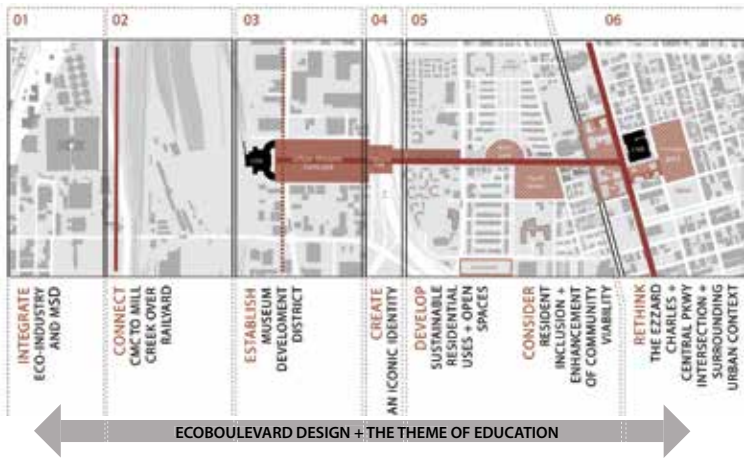 01
02
03
04
05
06
INTEGRATE
ECO-INDUSTRY
AND MSD
CONNECT
CMC TO MILL
CREEK OVER
RAILYARD
ESTABLISH
MUSEUM
DEVELOMENT
DISTRICT
CREATE
AN ICONIC IDENTITY
DEVELOP
SUSTAINABLE
RESIDENTIAL
USES + OPEN
SPACES
CONSIDER
RESIDENT
INCLUSION +
ENHANCEMENT
OF COMMUNITY
VIABILITY
RETHINK
THE EZZARD
CHARLES +
CENTRAL PKWY
INTERSECTION +
SURROUNDING
URBAN CONTEXT
ECOBOULEVARD DESIGN + THE THEME OF EDUCATION